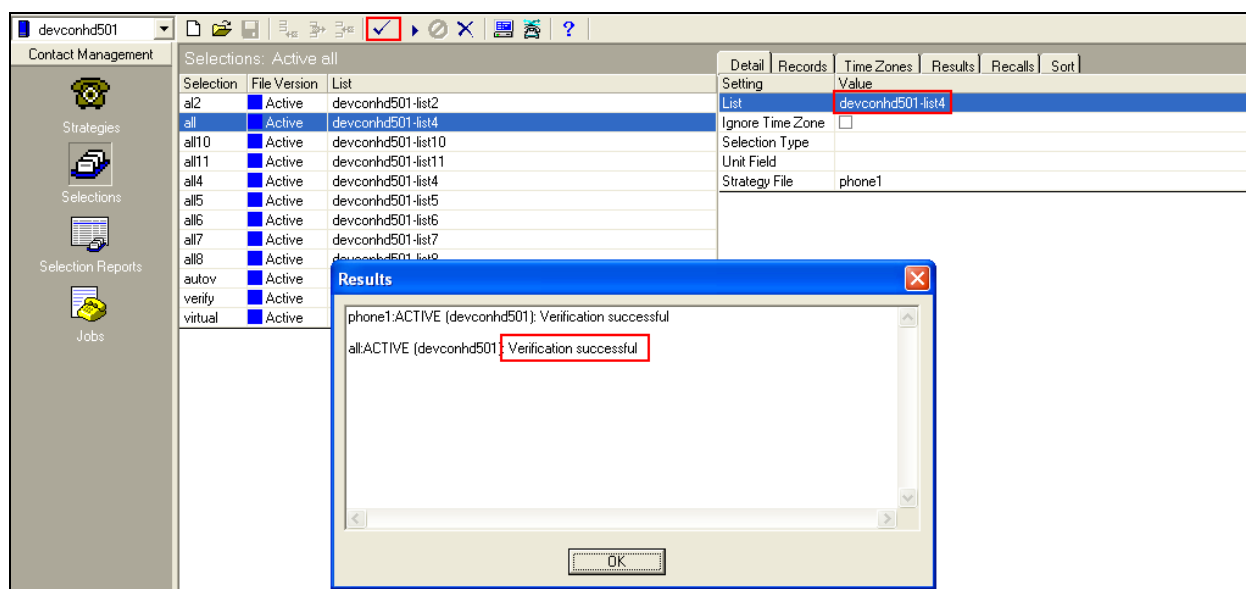 devconhd501
?
Contact Management
Strategies
Selections
Selection Reports
Jobs
Selections: Active all
Selection File Version List
al2 Active devconhd501-list2
all Active devconhd501-list4
all10 Active devconhd501-list10
all11 Active devconhd501-list11
all4 Active devconhd501-list4
all5 Active devconhd501-list5
all6 Active devconhd501-list6
all7 Active devconhd501-list7
all8 Active devconhd501-list8
autov Active
verify Active
virtual Active
Detail Records Time Zones Results Recalls Sort
Setting Value
List devconhd501-list4
Ignore Time Zone
Selection Type
Unit Field
Strategy File phone1
Results
phone1:ACTIVE (devconhd501): Verification successful
all:ACTIVE (devconhd501): Verification successful
OK